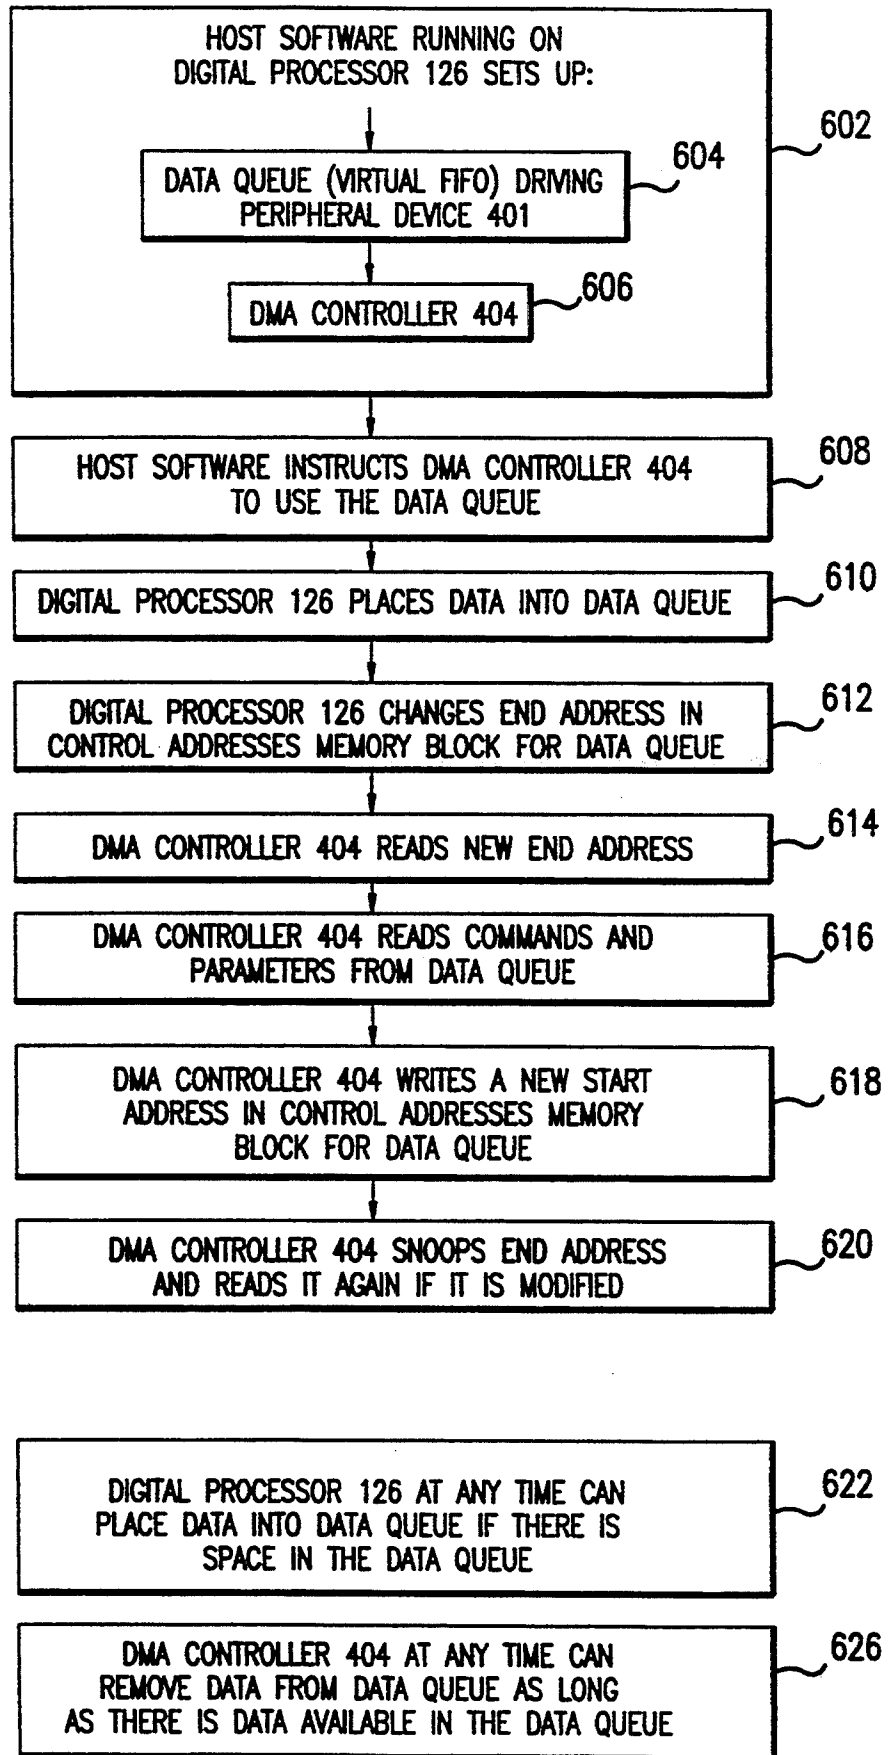 HOST SOFTWARE RUNNING ON
DIGITAL PROCESSOR 126 SETS UP:
602
DATA QUEUE (VIRTUAL FIFO) DRIVING
PERIPHERAL DEVICE 401
604
DMA CONTROLLER 404
606
HOST SOFTWARE INSTRUCTS DMA CONTROLLER 404
TO USE THE DATA QUEUE
608
DIGITAL PROCESSOR 126 PLACES DATA INTO DATA QUEUE
610
DIGITAL PROCESSOR 126 CHANGES END ADDRESS IN
CONTROL ADDRESSES MEMORY BLOCK FOR DATA QUEUE
612
DMA CONTROLLER 404 READS NEW END ADDRESS
614
DMA CONTROLLER 404 READS COMMANDS AND
PARAMETERS FROM DATA QUEUE
616
DMA CONTROLLER 404 WRITES A NEW START
ADDRESS IN CONTROL ADDRESSES MEMORY
BLOCK FOR DATA QUEUE
618
DMA CONTROLLER 404 SNOOPS END ADDRESS
AND READS IT AGAIN IF IT IS MODIFIED
620
DIGITAL PROCESSOR 126 AT ANY TIME CAN
PLACE DATA INTO DATA QUEUE IF THERE IS
SPACE IN THE DATA QUEUE
622
DMA CONTROLLER 404 AT ANY TIME CAN
REMOVE DATA FROM DATA QUEUE AS LONG
AS THERE IS DATA AVAILABLE IN THE DATA QUEUE
626